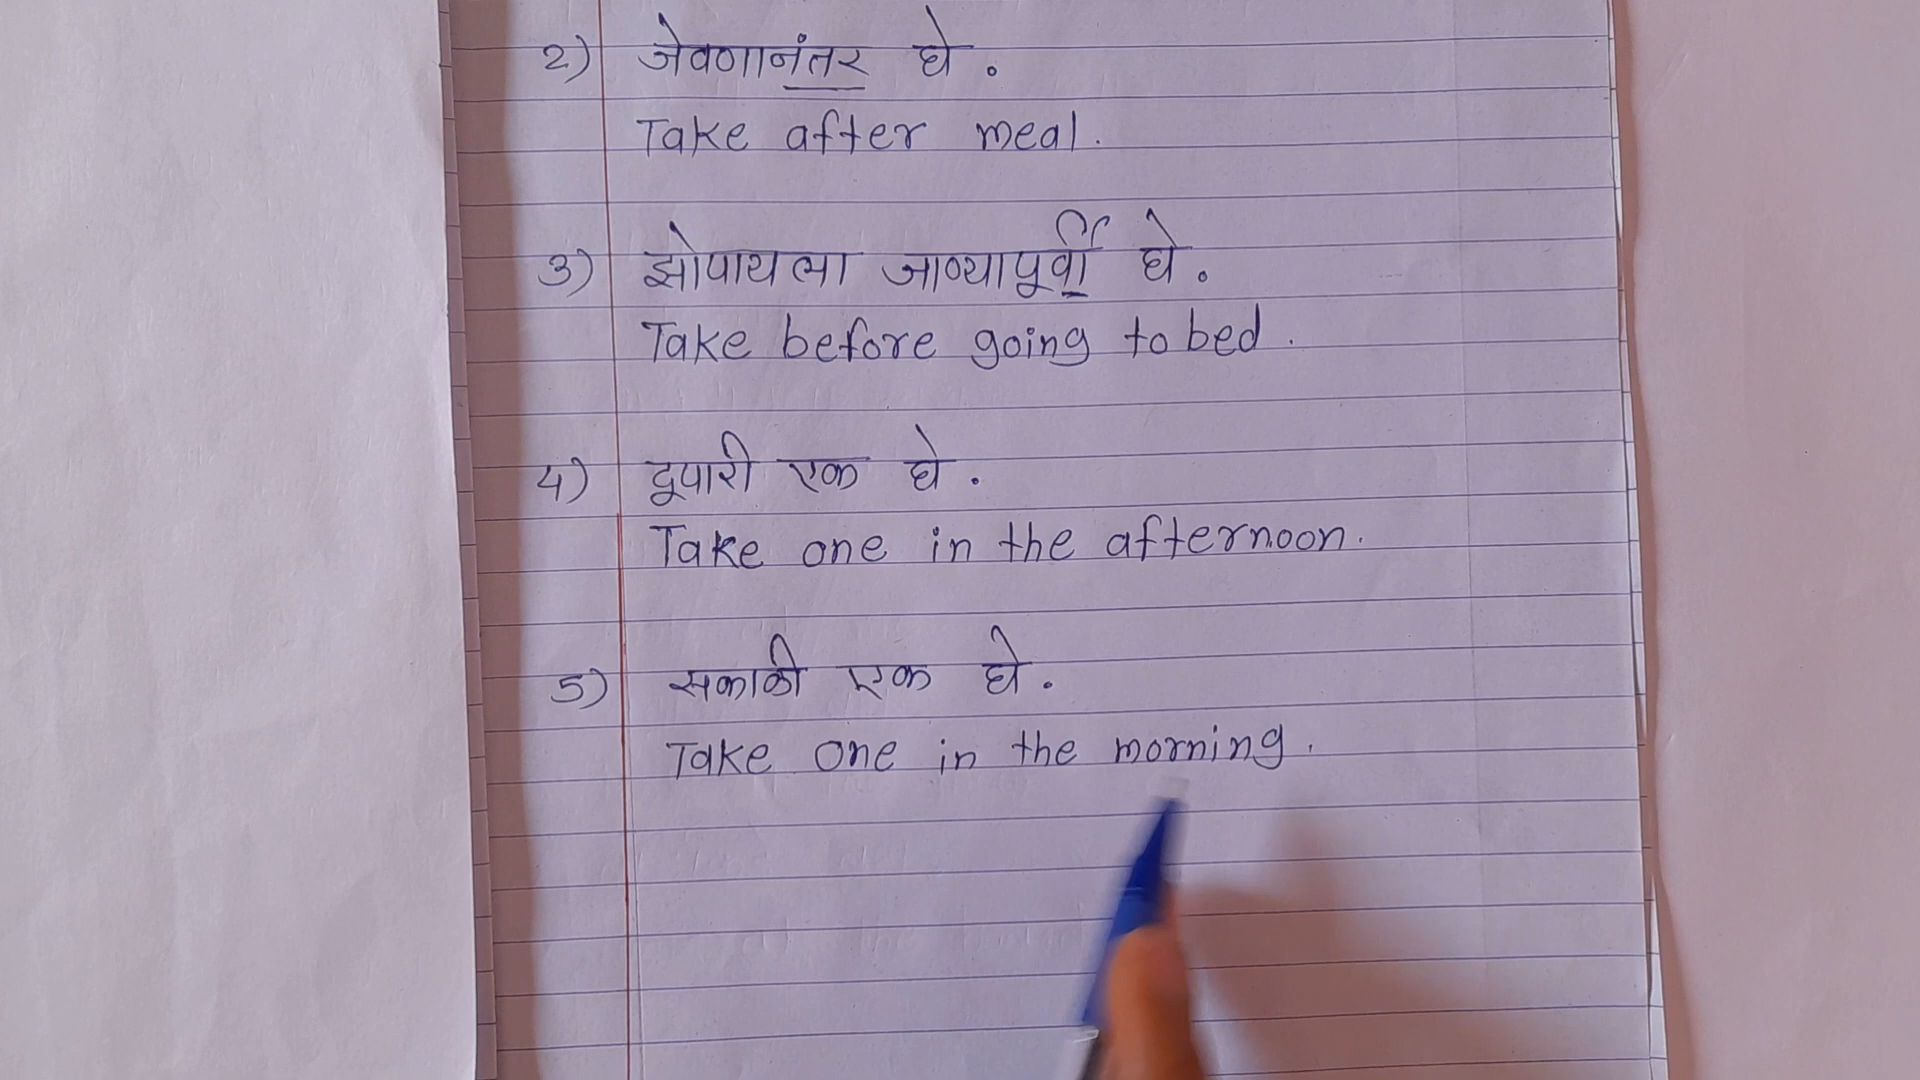 2) जेवणानंतर घे.
Take after meal.
3) झोपायला जाण्यापूर्वी घे.
Take before going to bed.
4) दूपारी एक घे.
Take one in the afternoon.
5) सकाळी एक घे.
Take one in the morning.